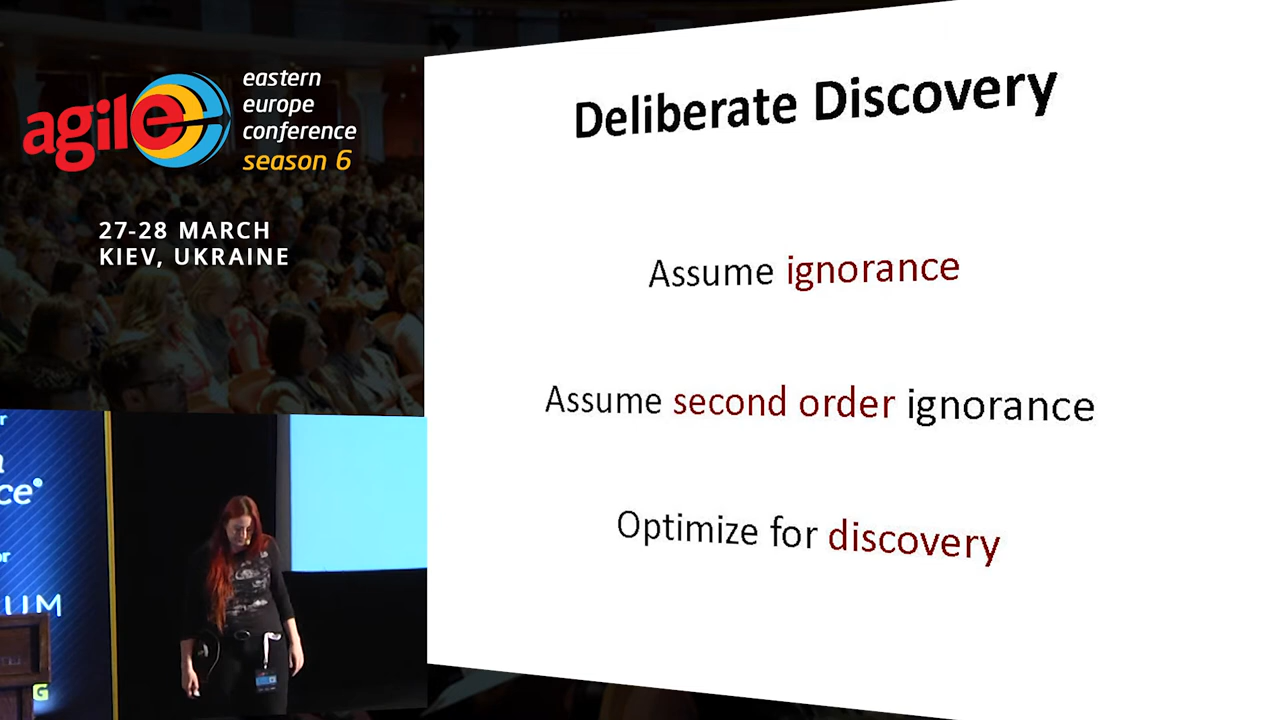 agile
eastern
europe
conference
season 6
27-28 MARCH
KIEV, UKRAINE
Deliberate Discovery
Assume ignorance
Assume second order ignorance
Optimize for discovery